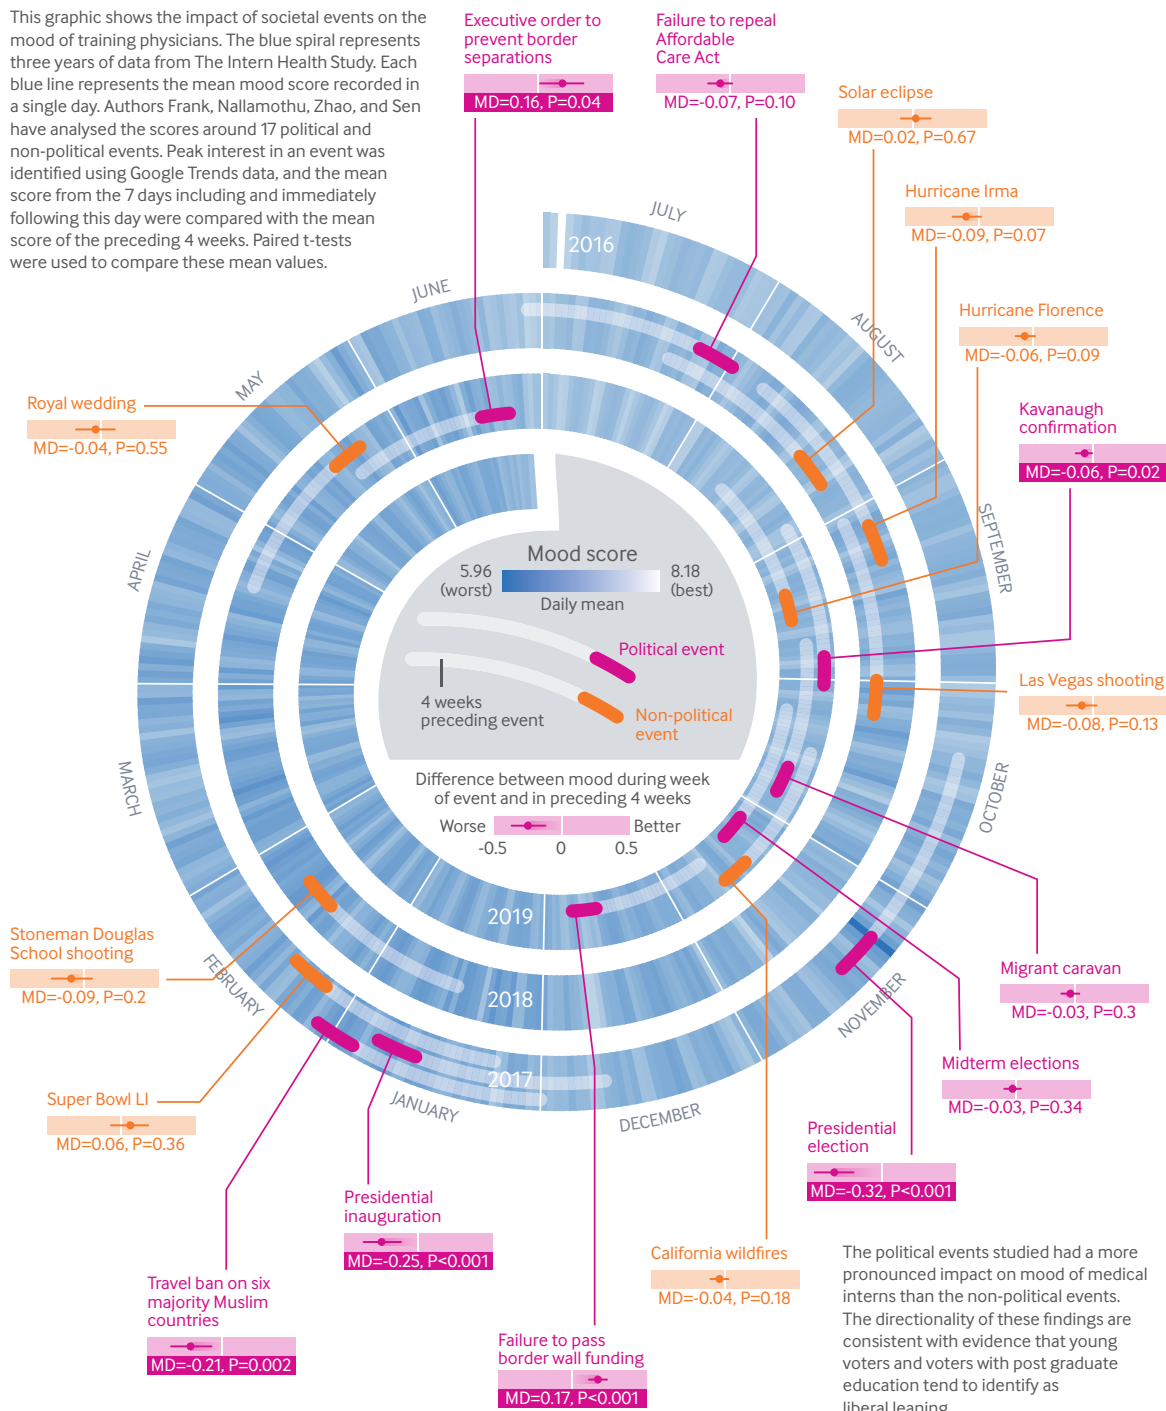 This graphic shows the impact of societal events on the
mood of training physicians. The blue spiral represents
three years of data from The Intern Health Study. Each
blue line represents the mean mood score recorded in
a single day. Authors Frank, Nallamothu, Zhao, and Sen
have analysed the scores around 17 political and
non-political events. Peak interest in an event was
identified using Google Trends data, and the mean
score from the 7 days including and immediately
following this day were compared with the mean
score of the preceding 4 weeks. Paired t-tests
were used to compare these mean values.
Executive order to
prevent border
separations
MD=0.16, P=0.04
Failure to repeal
Affordable
Care Act
MD=-0.07, P=0.10
Solar eclipse
MD=0.02, P=0.67
Hurricane Irma
MD=-0.09, P=0.07
Hurricane Florence
MD=-0.06, P=0.09
Kavanaugh
confirmation
MD=-0.06, P=0.02
Las Vegas shooting
MD=-0.08, P=0.13
Migrant caravan
MD=-0.03, P=0.3
Midterm elections
MD=-0.03, P=0.34
Presidential
election
MD=-0.32, P<0.001
California wildfires
MD=-0.04, P=0.18
Failure to pass
border wall funding
MD=0.17, P<0.001
Presidential
inauguration
MD=-0.25, P<0.001
Travel ban on six
majority Muslim
countries
MD=-0.21, P=0.002
Super Bowl LI
MD=0.06, P=0.36
Stoneman Douglas
School shooting
MD=-0.09, P=0.2
Royal wedding
MD=-0.04, P=0.55
2016
JULY
AUGUST
SEPTEMBER
OCTOBER
NOVEMBER
DECEMBER
JANUARY
FEBRUARY
MARCH
APRIL
MAY
JUNE
2017
2018
2019
Mood score
5.96
(worst)
8.18
(best)
Daily mean
Political event
4 weeks
preceding event
Non-political
event
Difference between mood during week
of event and in preceding 4 weeks
Worse
Better
-0.5
0
0.5
The political events studied had a more
pronounced impact on mood of medical
interns than the non-political events.
The directionality of these findings are
consistent with evidence that young
voters and voters with post graduate
education tend to identify as
liberal leaning